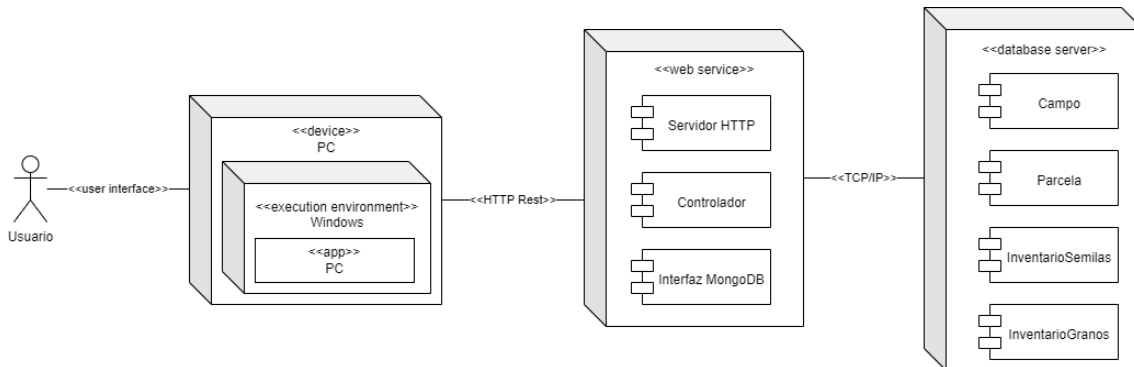 Usuario
<<user interface>>
<<device>>
PC
<<execution environment>>
Windows
<<app>>
PC
<<HTTP Rest>>
<<web service>>
Servidor HTTP
Controlador
Interfaz MongoDB
<<TCP/IP>>
<<database server>>
Campo
Parcela
InventarioSemilas
InventarioGranos